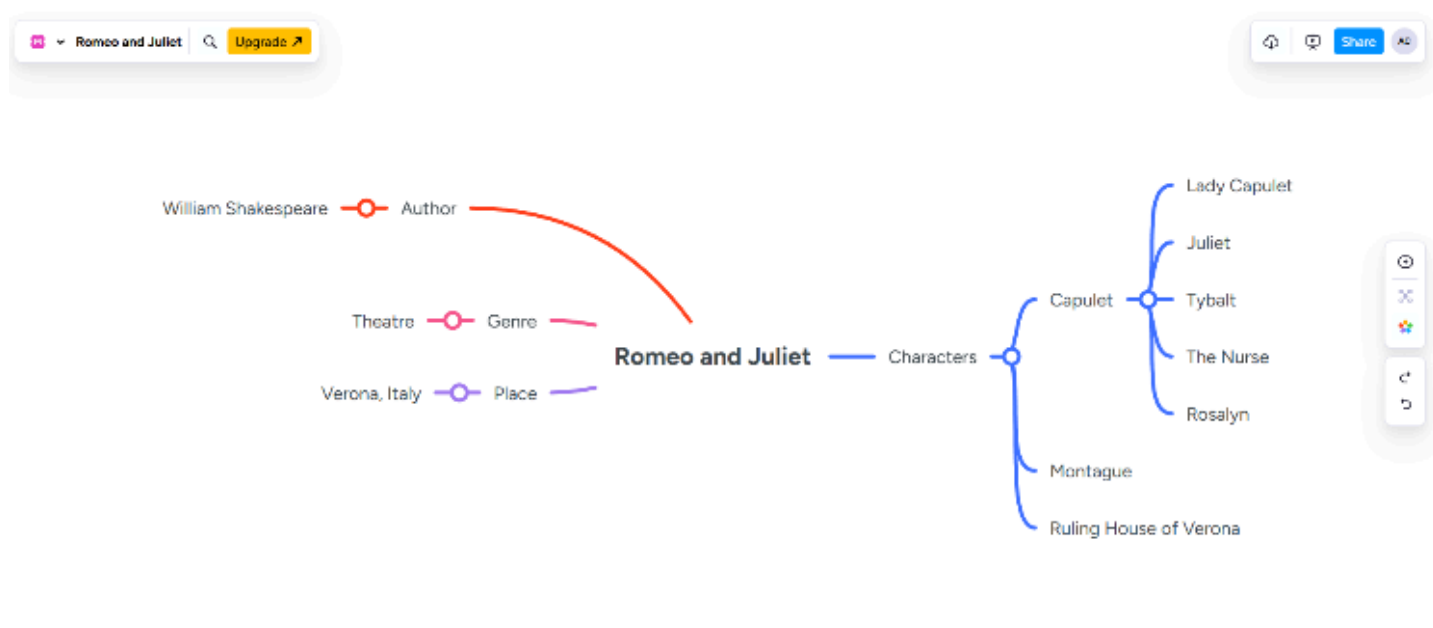 Romeo and Juliet
Upgrade ↗
Share
AD
William Shakespeare
Author
Theatre
Genre
Verona, Italy
Place
Romeo and Juliet
Characters
Capulet
Lady Capulet
Juliet
Tybalt
The Nurse
Rosalyn
Montague
Ruling House of Verona